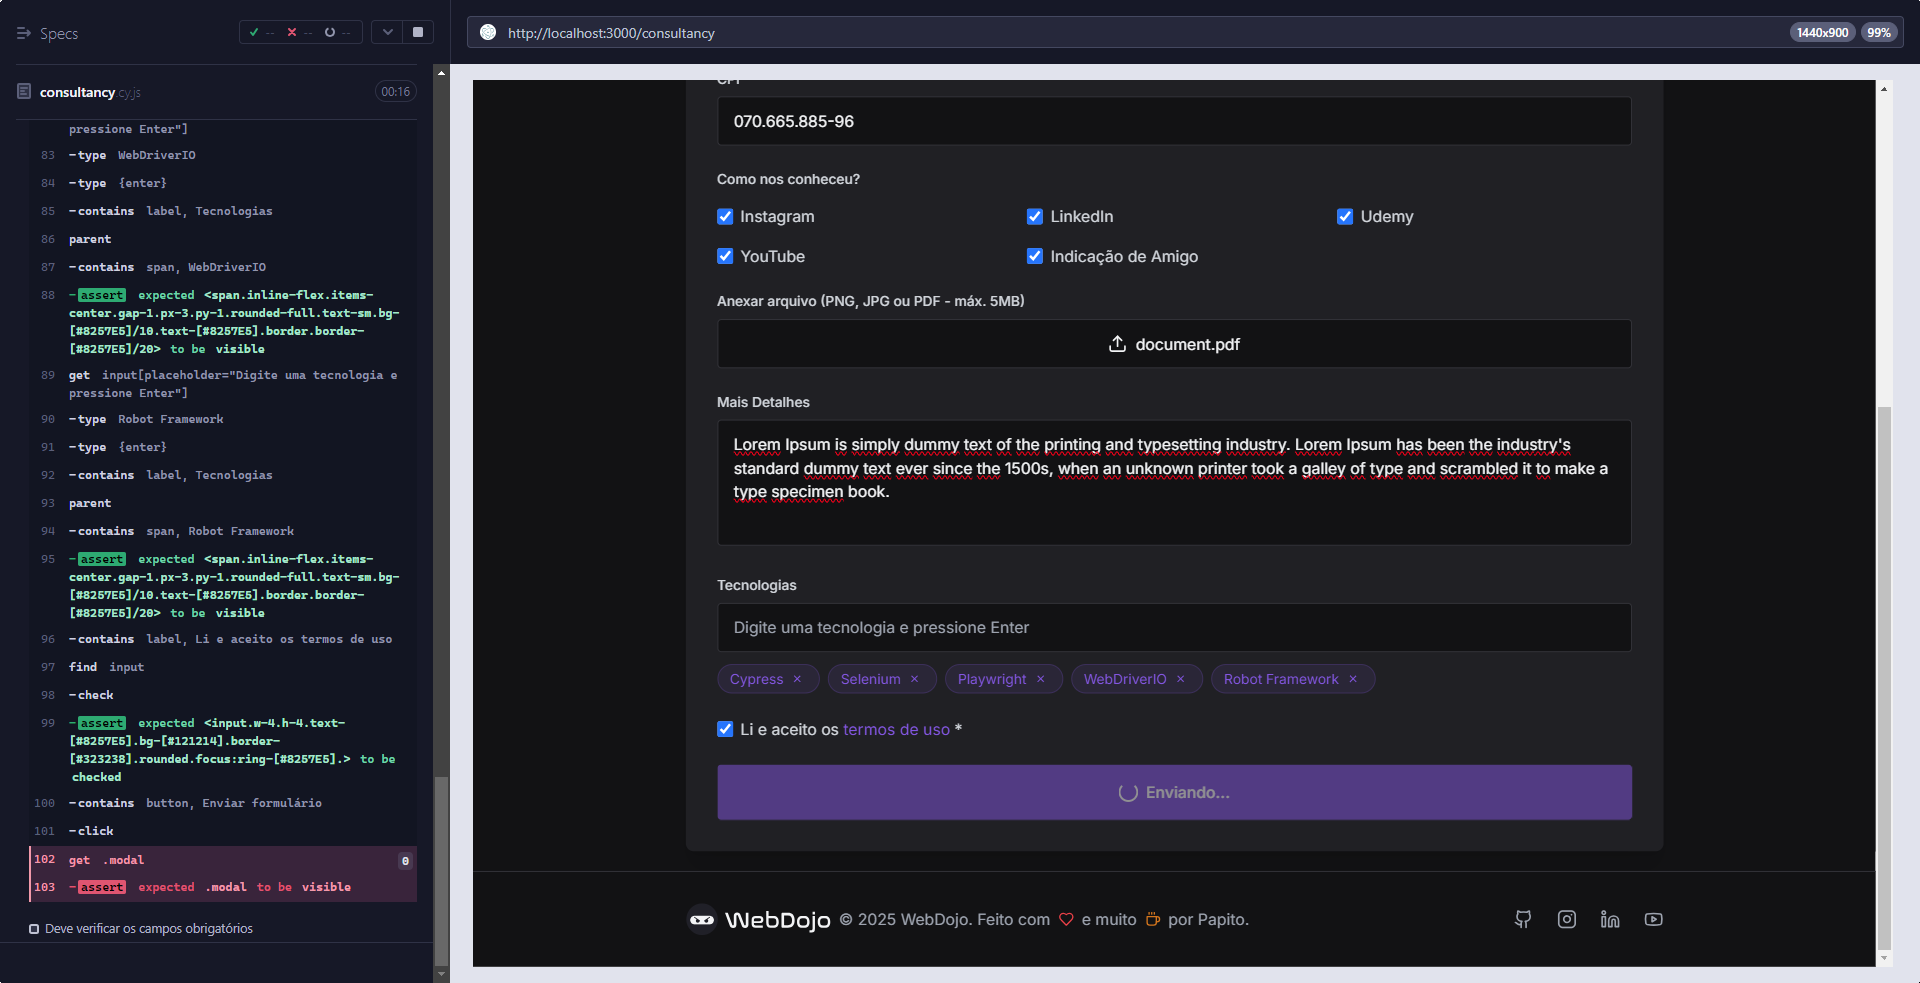 Specs
-- -- --
consultancy.cy.js
00:16
pressione Enter"]
83 -type WebDriverIO
84 -type {enter}
85 -contains label, Tecnologias
86 parent
87 -contains span, WebDriverIO
88 -assert expected <span.inline-flex.items-
center.gap-1.px-3.py-1.rounded-full.text-sm.bg-
[#8257E5]/10.text-[#8257E5].border.border-
[#8257E5]/20> to be visible
89 get input[placeholder="Digite uma tecnologia e
pressione Enter"]
90 -type Robot Framework
91 -type {enter}
92 -contains label, Tecnologias
93 parent
94 -contains span, Robot Framework
95 -assert expected <span.inline-flex.items-
center.gap-1.px-3.py-1.rounded-full.text-sm.bg-
[#8257E5]/10.text-[#8257E5].border.border-
[#8257E5]/20> to be visible
96 -contains label, Li e aceito os termos de uso
97 find input
98 -check
99 -assert expected <input.w-4.h-4.text-
[#8257E5].bg-[#121214].border-
[#323238].rounded.focus:ring-[#8257E5].> to be
checked
100 -contains button, Enviar formulário
101 -click
102 get .modal 0
103 -assert expected .modal to be visible
Deve verificar os campos obrigatórios
http://localhost:3000/consultancy
1440x900 99%
CPF
070.665.885-96
Como nos conheceu?
Instagram LinkedIn Udemy
YouTube Indicação de Amigo
Anexar arquivo (PNG, JPG ou PDF - máx. 5MB)
document.pdf
Mais Detalhes
Lorem Ipsum is simply dummy text of the printing and typesetting industry. Lorem Ipsum has been the industry's
standard dummy text ever since the 1500s, when an unknown printer took a galley of type and scrambled it to make a
type specimen book.
Tecnologias
Digite uma tecnologia e pressione Enter
Cypress × Selenium × Playwright × WebDriverIO × Robot Framework ×
Li e aceito os termos de uso *
Enviando...
WebDojo © 2025 WebDojo. Feito com e muito por Papito.